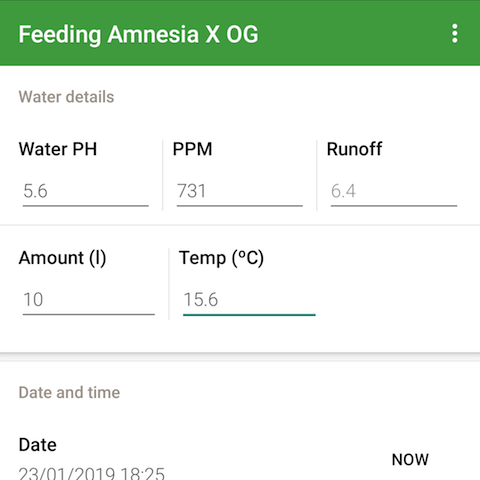 Feeding Amnesia X OG
Water details
Water PH PPM Runoff
5.6 731 6.4
Amount (l) Temp (ºC)
10 15.6
Date and time
Date
NOW
23/01/2019 18:25